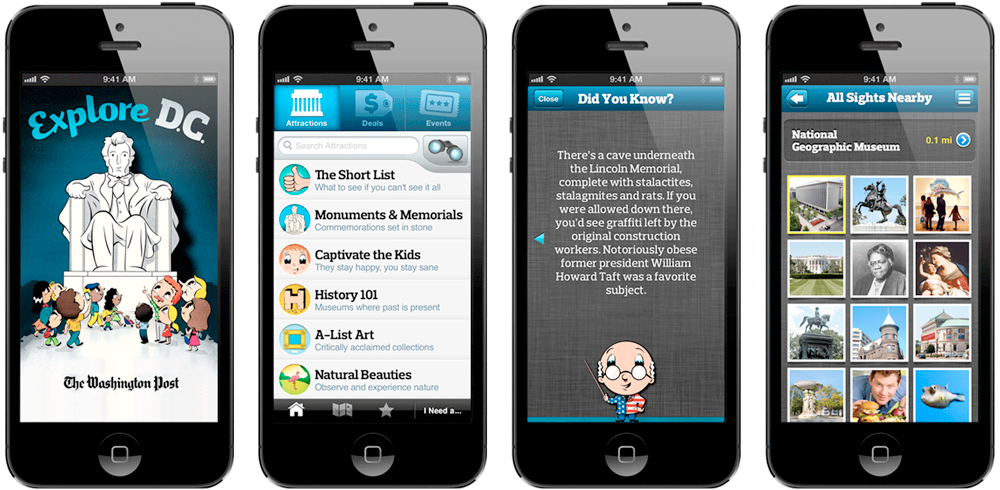 Explore D.C.
The Washington Post
9:41 AM
Attractions
Deals
Events
Search Attractions
The Short List
What to see if you can't see it all
Monuments & Memorials
Commemorations set in stone
Captivate the Kids
They stay happy, you stay sane
History 101
Museums where past is present
A-List Art
Critically acclaimed collections
Natural Beauties
Observe and experience nature
I Need a...
9:41 AM
Close
Did You Know?
There's a cave underneath
the Lincoln Memorial,
complete with stalactites,
stalagmites and rats. If you
were allowed down there,
you'd see graffiti left by the
original construction
workers. Notoriously obese
former president William
Howard Taft was a favorite
subject.
9:41 AM
All Sights Nearby
National
Geographic Museum
0.1 mi